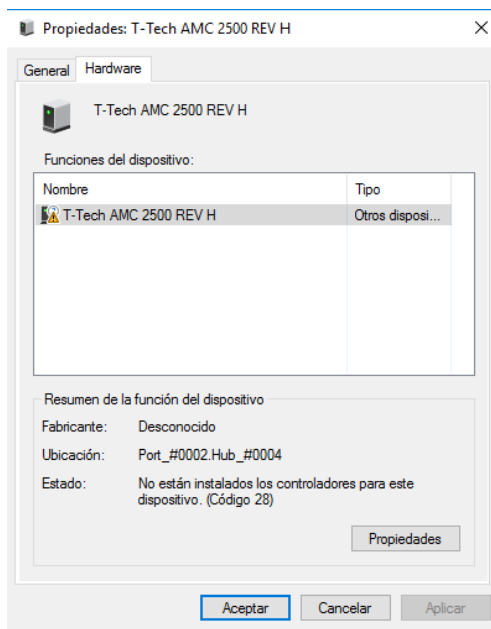 Propiedades: T-Tech AMC 2500 REV H
General Hardware
T-Tech AMC 2500 REV H
Funciones del dispositivo:
Nombre Tipo
T-Tech AMC 2500 REV H Otros disposi...
Resumen de la función del dispositivo
Fabricante: Desconocido
Ubicación: Port_#0002.Hub_#0004
Estado: No están instalados los controladores para este
dispositivo. (Código 28)
Propiedades
Aceptar Cancelar Aplicar